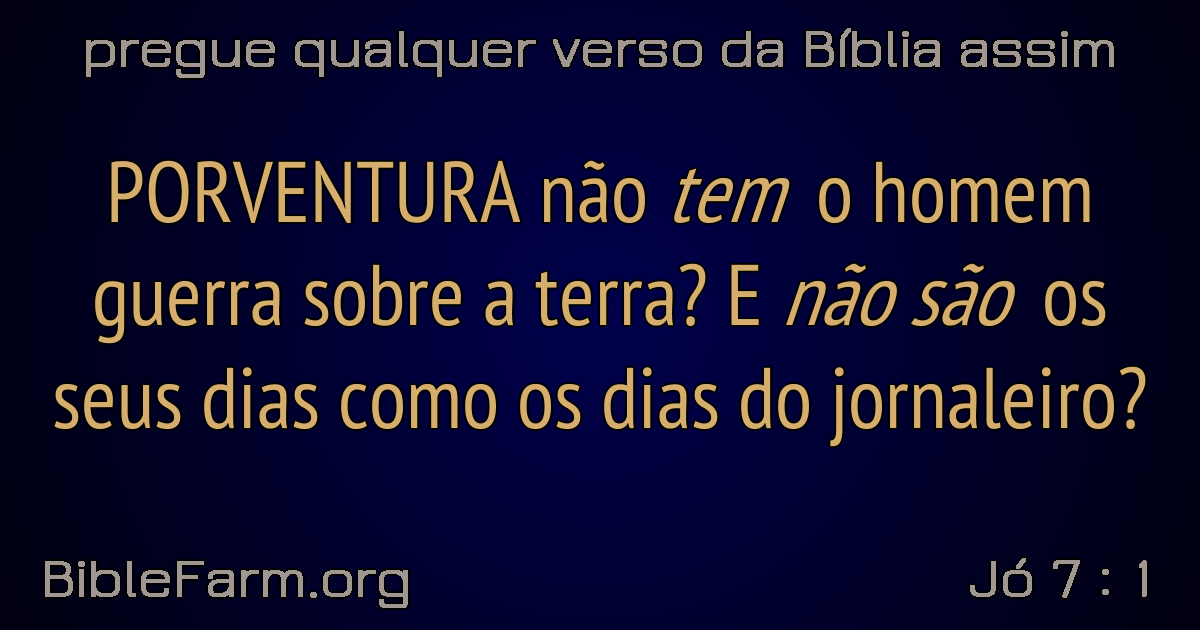 pregue qualquer verso da Bíblia assim
PORVENTURA não tem o homem
guerra sobre a terra? E não são os
seus dias como os dias do jornaleiro?
BibleFarm.org
Jó 7 : 1